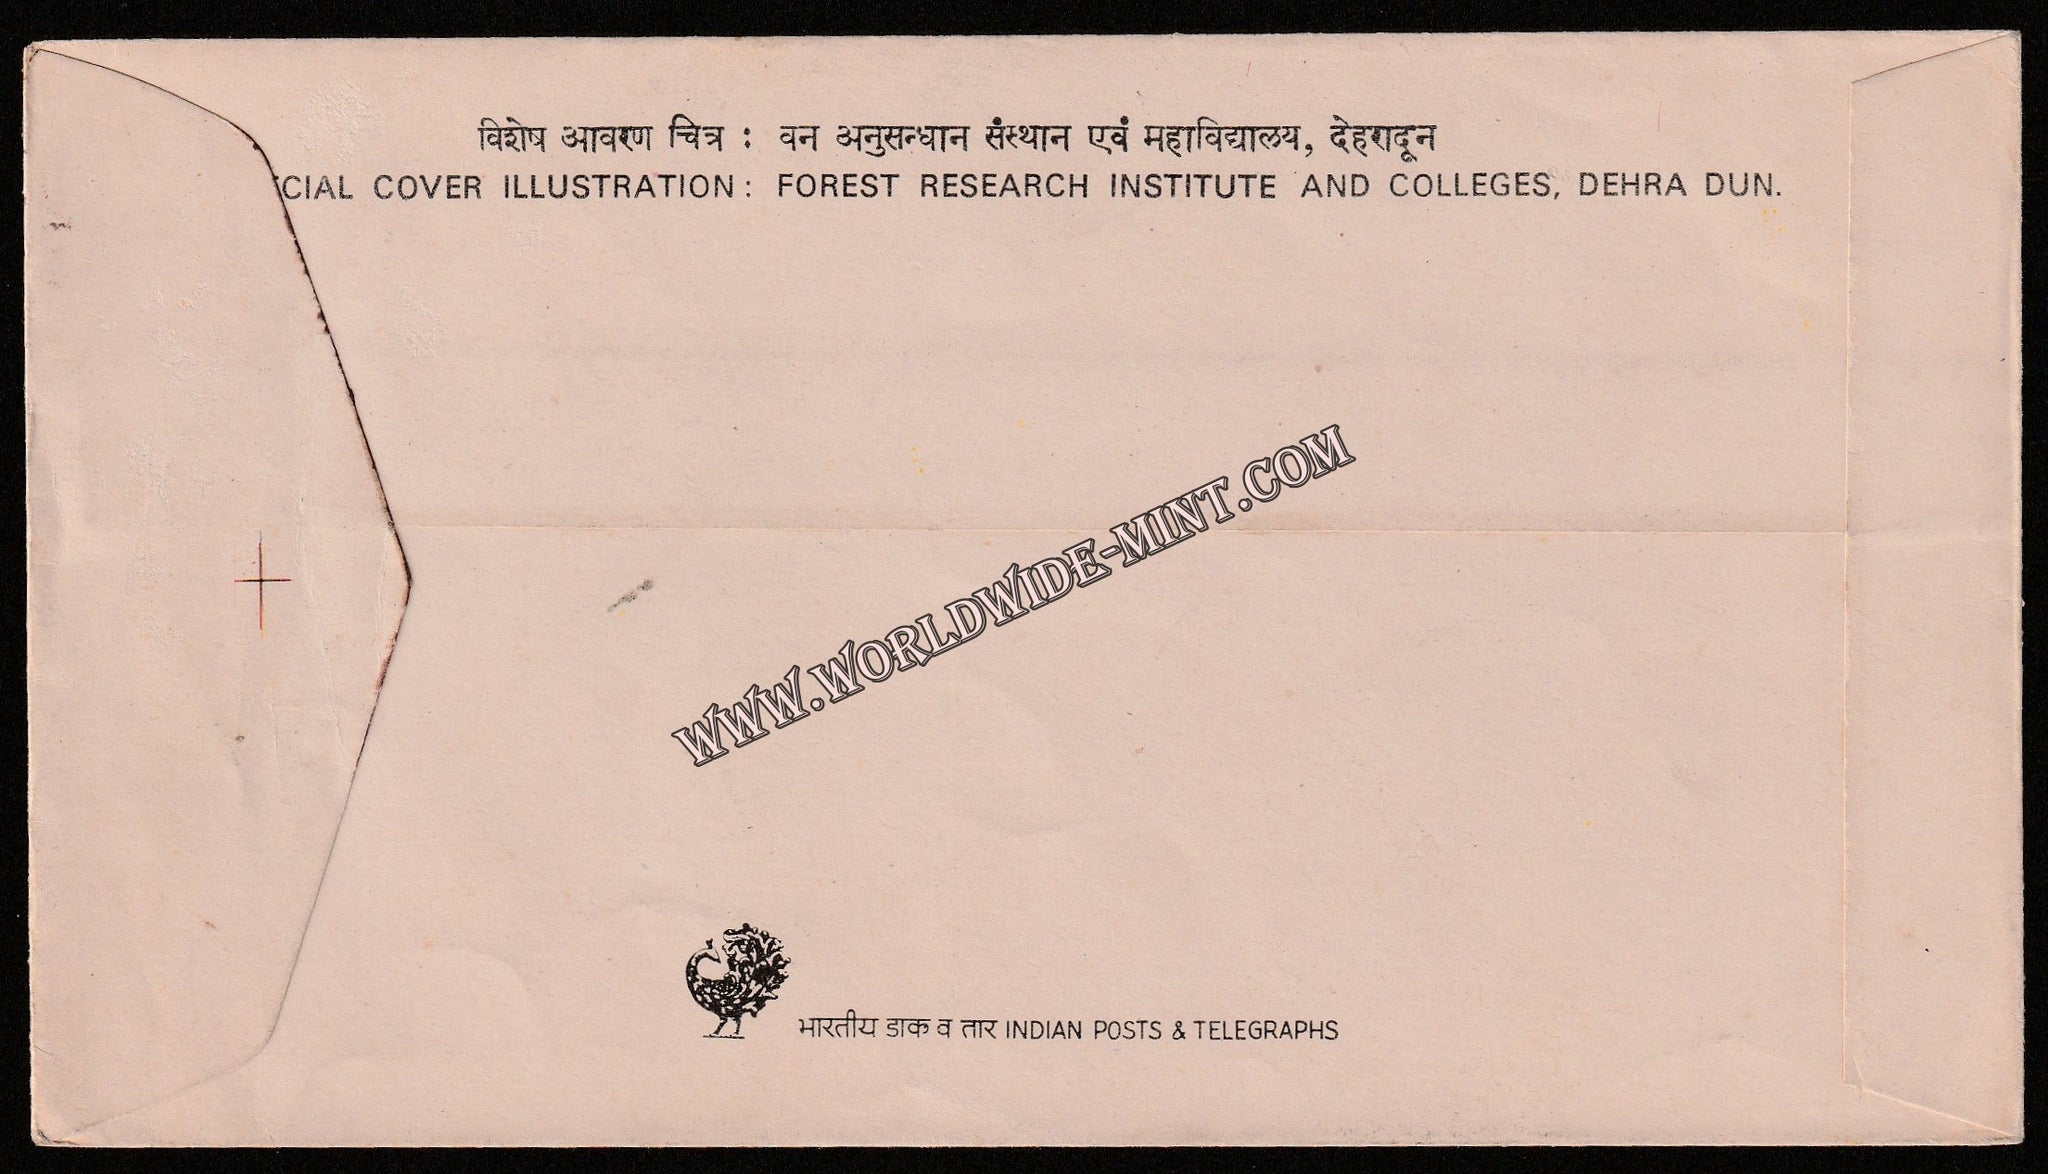 विशेष आवरण चित्र : वन अनुसन्धान संस्थान एवं महाविद्यालय, देहरादून
CIAL COVER ILLUSTRATION: FOREST RESEARCH INSTITUTE AND COLLEGES, DEHRA DUN.
WWW.WORLDWIDE-MINT.COM
भारतीय डाक व तार INDIAN POSTS & TELEGRAPHS